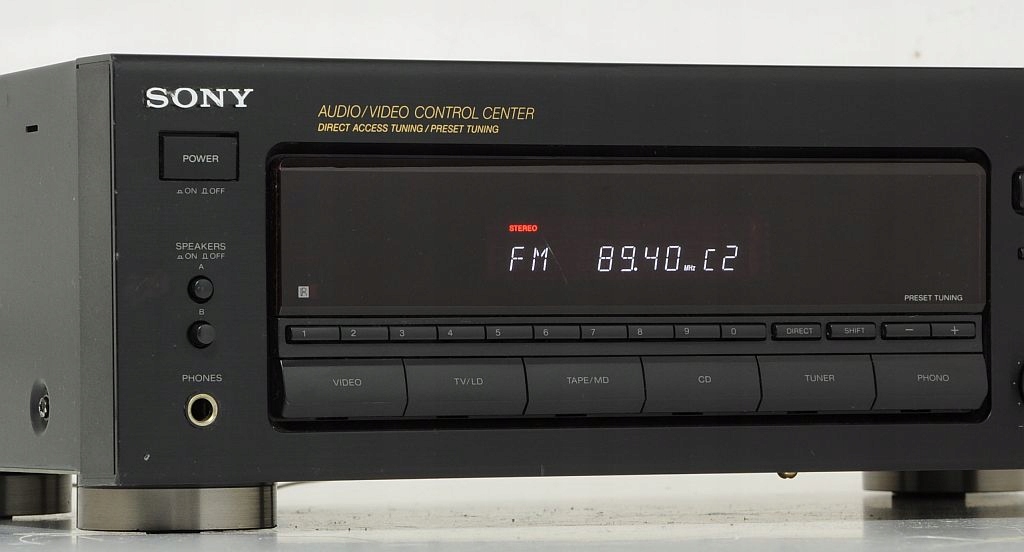 SONY
AUDIO/VIDEO CONTROL CENTER
DIRECT ACCESS TUNING / PRESET TUNING
POWER
ON OFF
STEREO
FM 89.40 MHz C2
SPEAKERS
ON OFF
A
B
R
PRESET TUNING
1 2 3 4 5 6 7 8 9 0 DIRECT SHIFT − +
PHONES
VIDEO TV/LD TAPE/MD CD TUNER PHONO